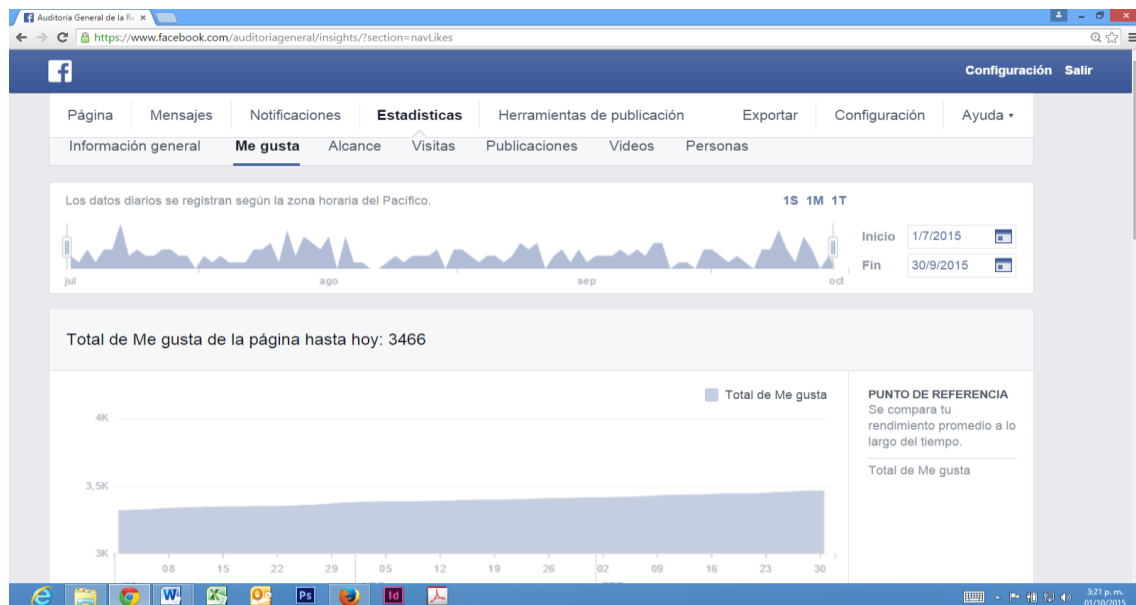 Auditoría General de la Re
https://www.facebook.com/auditoriageneral/insights/?section=navLikes
Configuración Salir
Página Mensajes Notificaciones Estadísticas Herramientas de publicación Exportar Configuración Ayuda
Información general Me gusta Alcance Visitas Publicaciones Videos Personas
Los datos diarios se registran según la zona horaria del Pacífico.
1S 1M 1T
Inicio 1/7/2015
Fin 30/9/2015
jul ago sep oct
Total de Me gusta de la página hasta hoy: 3466
Total de Me gusta
PUNTO DE REFERENCIA
Se compara tu
rendimiento promedio a lo
largo del tiempo.
Total de Me gusta
4K
3,5K
3K
08 15 22 29 05 12 19 26 02 09 16 23 30
3:21 p. m.
01/10/2015